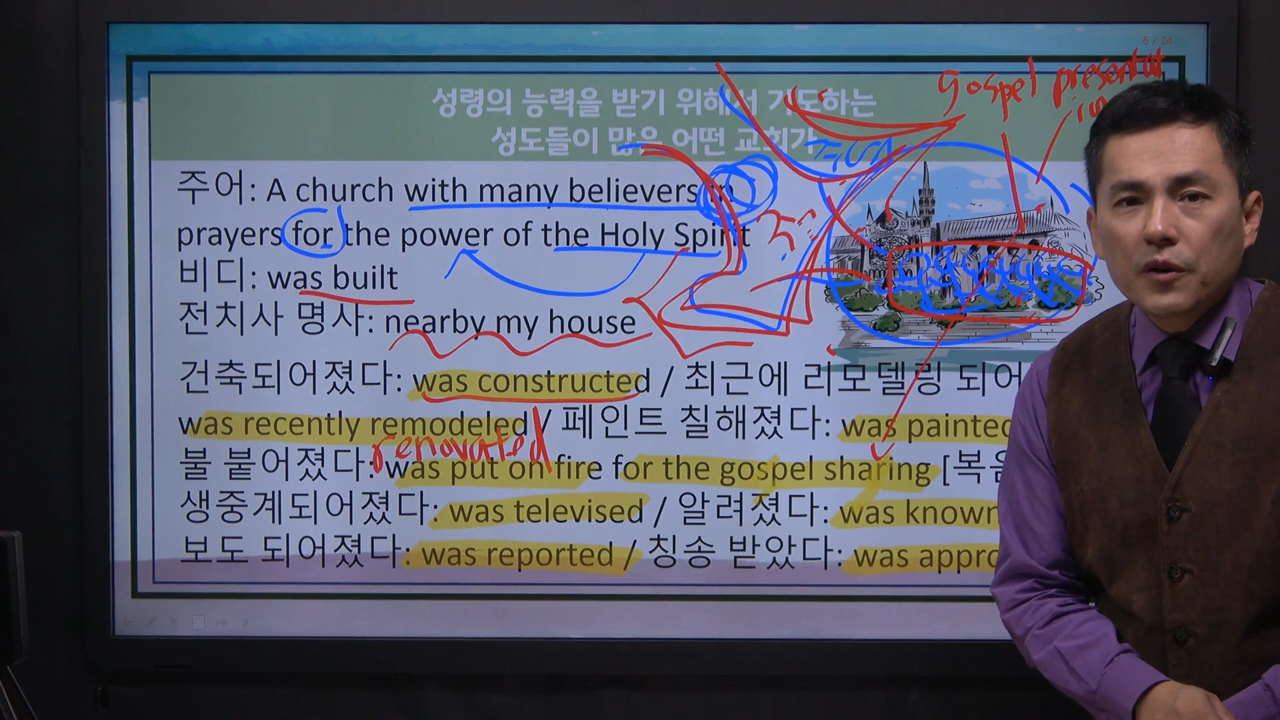 6 / 24
gospel presentat
ion
성령의 능력을 받기 위해서 기도하는
성도들이 많은 어떤 교회가
주어: A church with many believers in
prayers for the power of the Holy Spirit
비디: was built
전치사 명사: nearby my house
건축되어졌다: was constructed / 최근에 리모델링 되어
was recently remodeled / 페인트 칠해졌다: was painted
renovated
불 붙어졌다: was put on fire for the gospel sharing [복음
생중계되어졌다: was televised / 알려졌다: was known
보도 되어졌다: was reported / 칭송 받았다: was appro